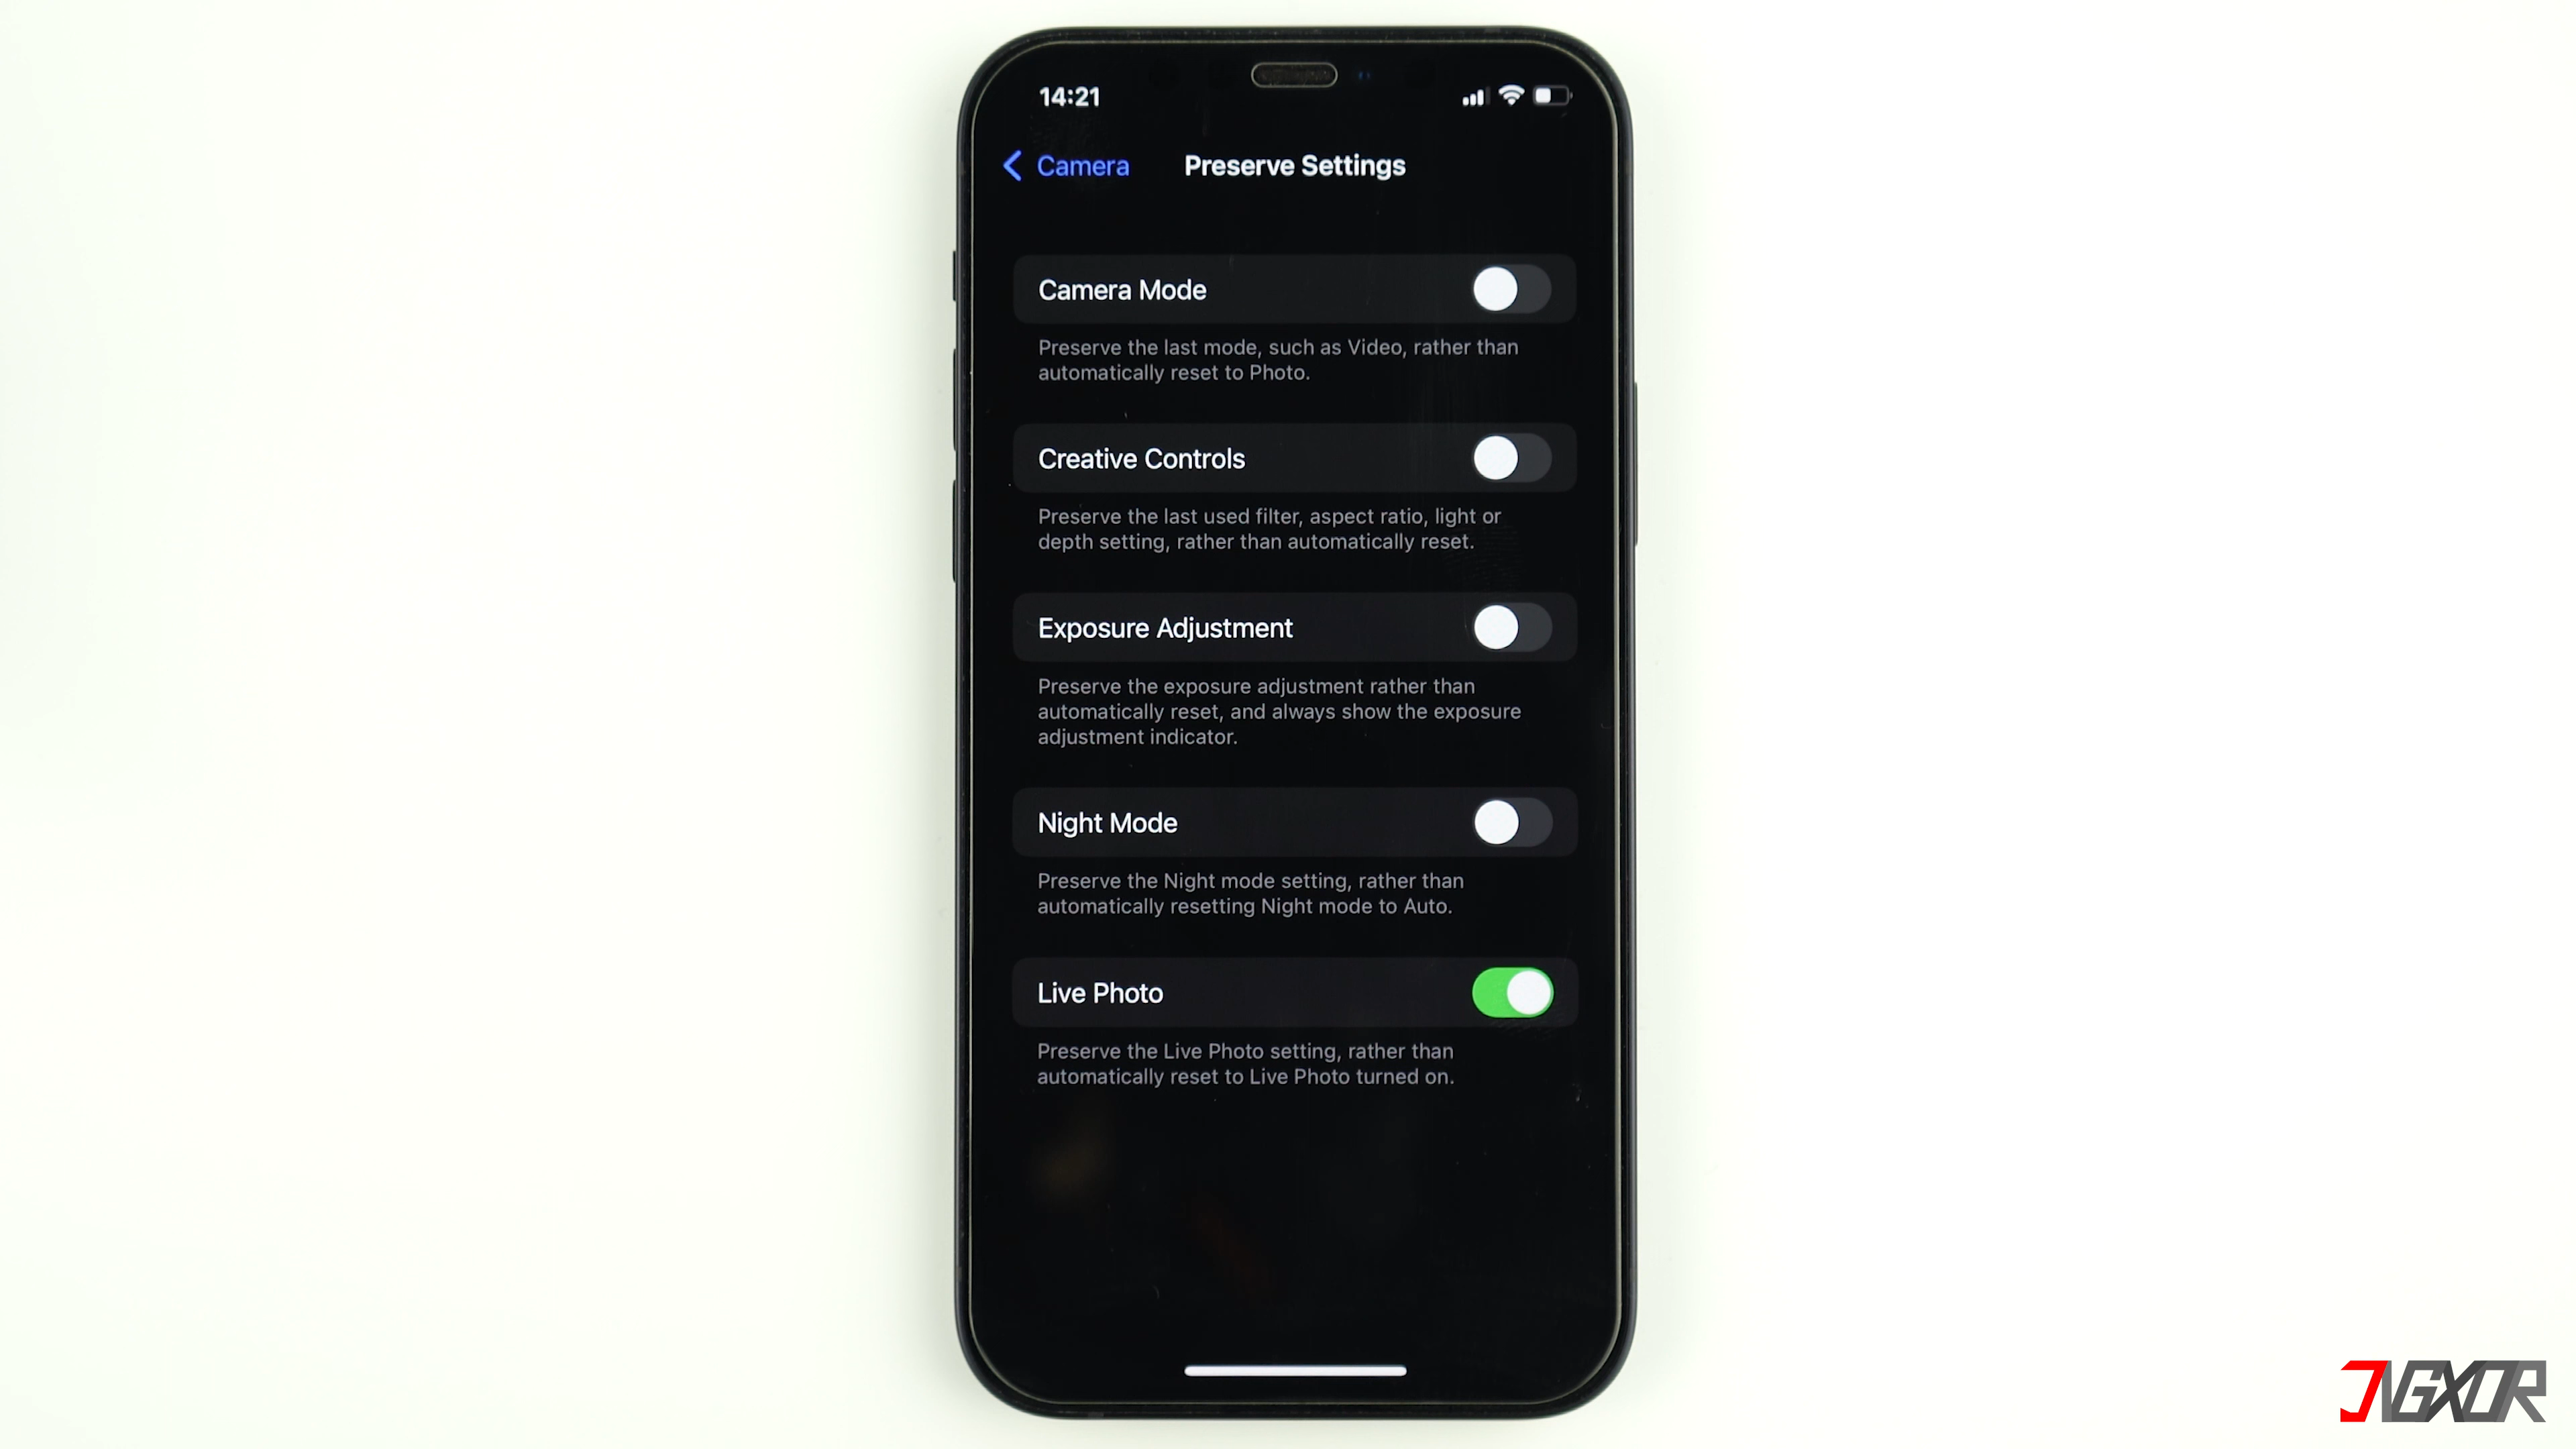 14:21
Camera
Preserve Settings
Camera Mode
Preserve the last mode, such as Video, rather than
automatically reset to Photo.
Creative Controls
Preserve the last used filter, aspect ratio, light or
depth setting, rather than automatically reset.
Exposure Adjustment
Preserve the exposure adjustment rather than
automatically reset, and always show the exposure
adjustment indicator.
Night Mode
Preserve the Night mode setting, rather than
automatically resetting Night mode to Auto.
Live Photo
Preserve the Live Photo setting, rather than
automatically reset to Live Photo turned on.
JNGXOR